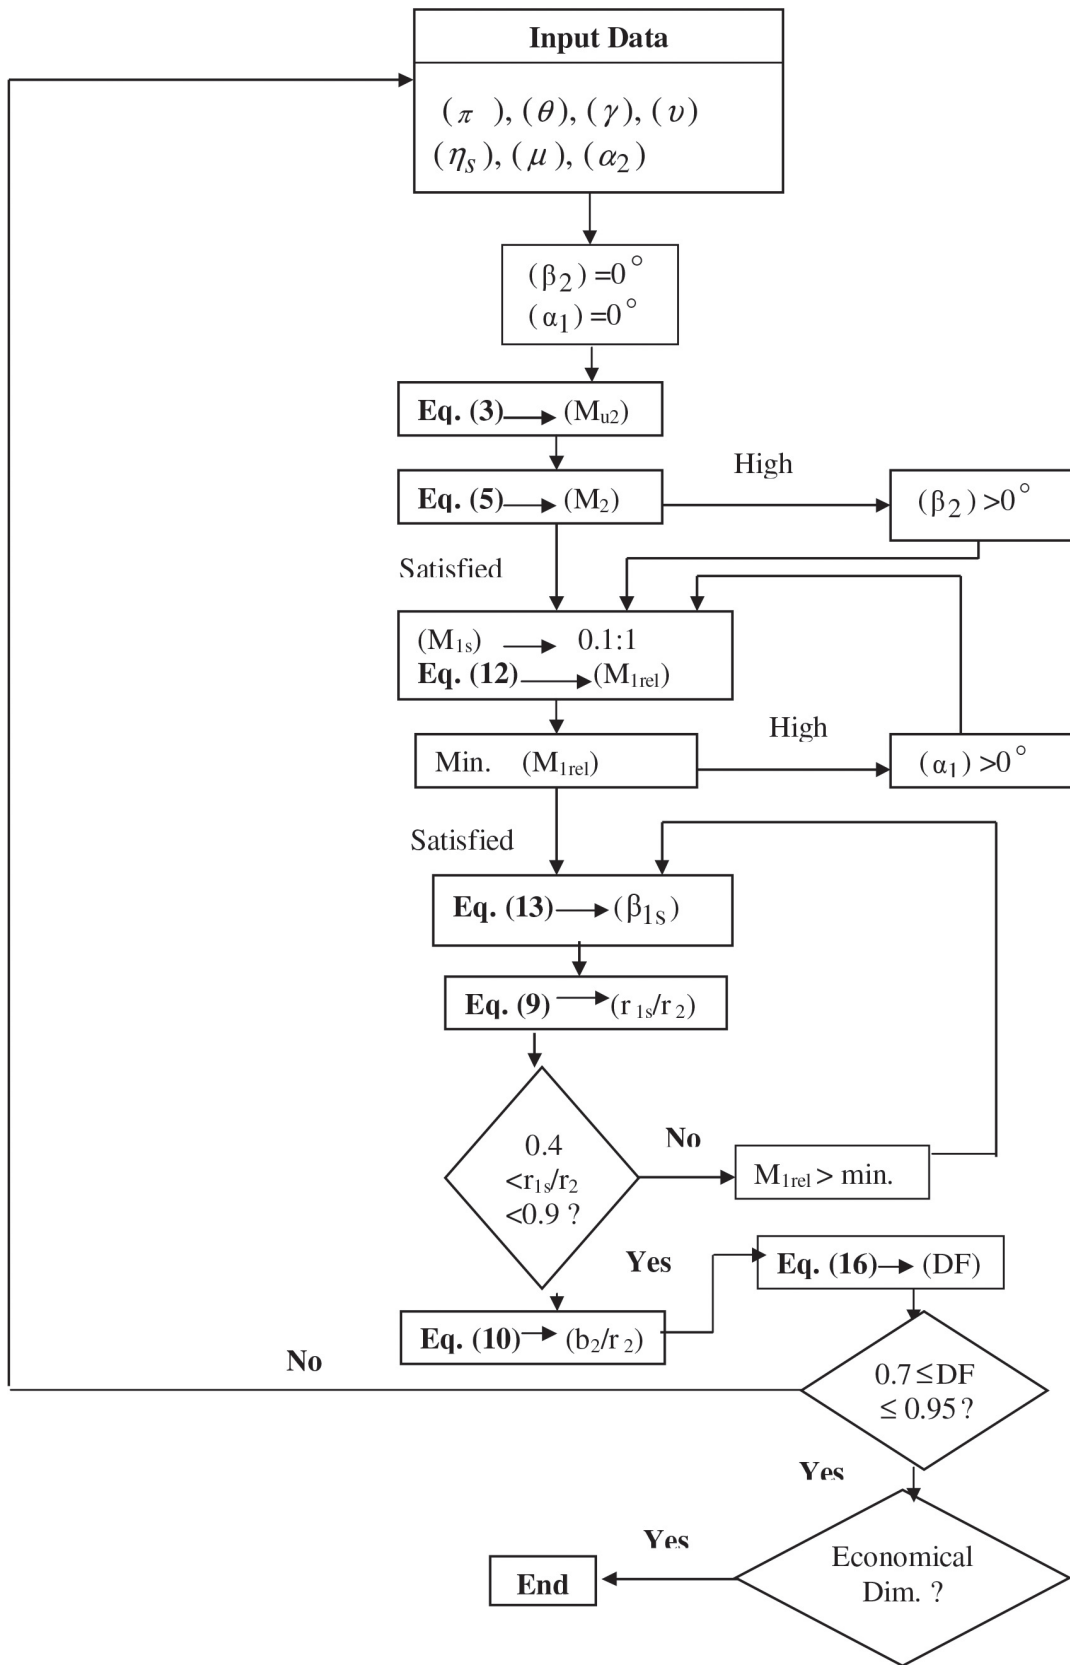 Input Data
(π ), (θ), (γ), (υ)
(ηₛ), (μ), (α₂)
(β₂) =0°
(α₁) =0°
Eq. (3) → (Mu2)
Eq. (5) → (M₂)
High
(β₂) >0°
Satisfied
(M1s) → 0.1:1
Eq. (12) → (M1rel)
Min. (M1rel)
High
(α₁) >0°
Satisfied
Eq. (13) → (β1s)
Eq. (9) → (r 1s/r 2)
0.4
<r1s/r2
<0.9 ?
No
M1rel > min.
Yes
Eq. (16) → (DF)
Eq. (10) → (b2/r 2)
No
0.7≤DF
≤ 0.95?
Yes
Economical
Dim. ?
Yes
End